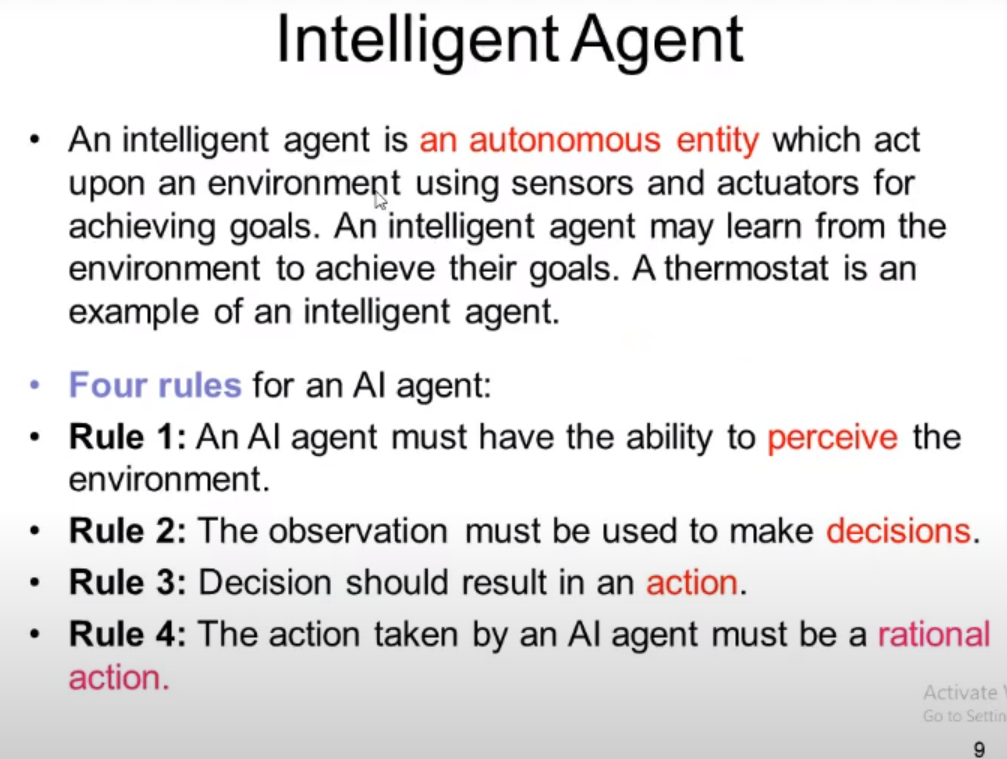 Intelligent Agent
• An intelligent agent is an autonomous entity which act
upon an environment using sensors and actuators for
achieving goals. An intelligent agent may learn from the
environment to achieve their goals. A thermostat is an
example of an intelligent agent.
• Four rules for an AI agent:
• Rule 1: An AI agent must have the ability to perceive the
environment.
• Rule 2: The observation must be used to make decisions.
• Rule 3: Decision should result in an action.
• Rule 4: The action taken by an AI agent must be a rational
action.
Activate
Go to
9